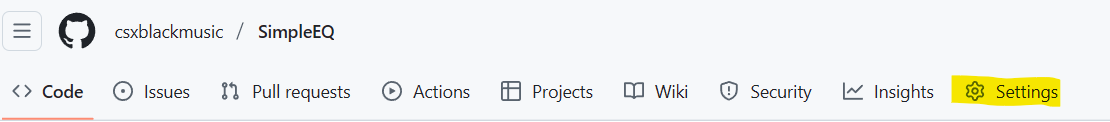 csxblackmusic / SimpleEQ
Code Issues Pull requests Actions Projects Wiki Security Insights Settings